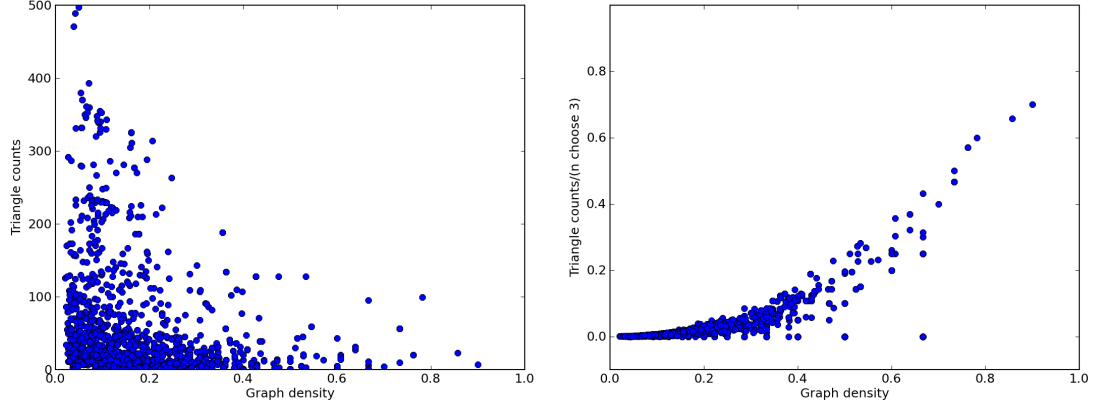 500
400
300
200
100
0
Triangle counts
0.0 0.2 0.4 0.6 0.8 1.0
Graph density
0.8
0.6
0.4
0.2
0.0
Triangle counts/(n choose 3)
0.0 0.2 0.4 0.6 0.8 1.0
Graph density